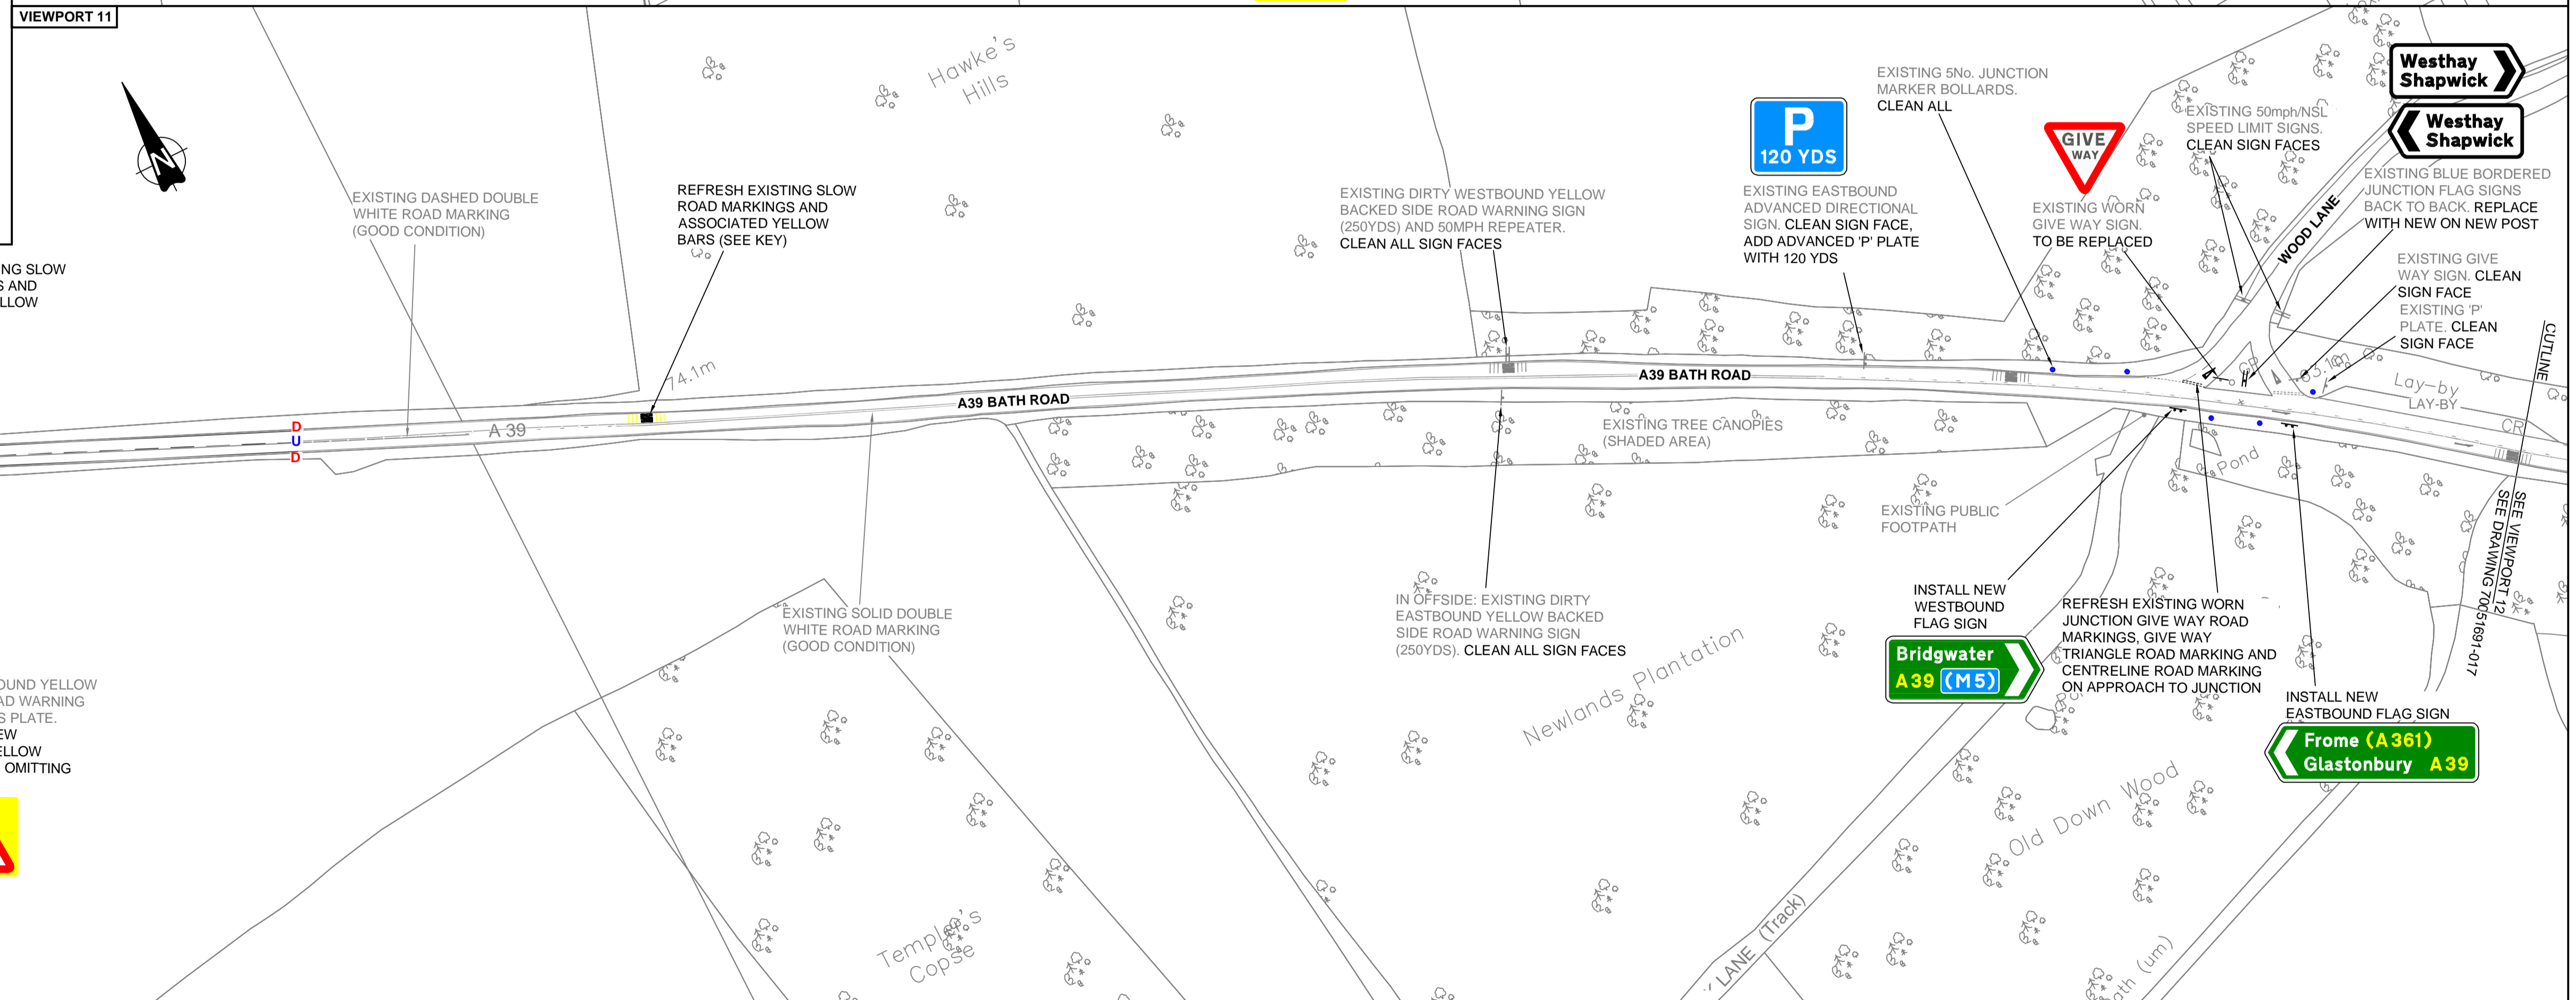 VIEWPORT 11
N
Hawke's
Hills
EXISTING DASHED DOUBLE
WHITE ROAD MARKING
(GOOD CONDITION)
REFRESH EXISTING SLOW
ROAD MARKINGS AND
ASSOCIATED YELLOW
BARS (SEE KEY)
EXISTING DIRTY WESTBOUND YELLOW
BACKED SIDE ROAD WARNING SIGN
(250YDS) AND 50MPH REPEATER.
CLEAN ALL SIGN FACES
P
120 YDS
EXISTING EASTBOUND
ADVANCED DIRECTIONAL
SIGN. CLEAN SIGN FACE,
ADD ADVANCED 'P' PLATE
WITH 120 YDS
EXISTING 5No. JUNCTION
MARKER BOLLARDS.
CLEAN ALL
GIVE
WAY
EXISTING WORN
GIVE WAY SIGN.
TO BE REPLACED
EXISTING 50mph/NSL
SPEED LIMIT SIGNS.
CLEAN SIGN FACES
Westhay
Shapwick
Westhay
Shapwick
EXISTING BLUE BORDERED
JUNCTION FLAG SIGNS
BACK TO BACK. REPLACE
WITH NEW ON NEW POST
WOOD LANE
EXISTING GIVE
WAY SIGN. CLEAN
SIGN FACE
EXISTING 'P'
PLATE. CLEAN
SIGN FACE
CUTLINE
NG SLOW
S AND
LLOW
74.1m
A39 BATH ROAD
A39 BATH ROAD
A 39
D
U
D
63.1m
Lay-by
LAY-BY
CR
EXISTING TREE CANOPIES
(SHADED AREA)
Pond
EXISTING PUBLIC
FOOTPATH
SEE VIEWPORT 12
SEE DRAWING 70051691-017
EXISTING SOLID DOUBLE
WHITE ROAD MARKING
(GOOD CONDITION)
IN OFFSIDE: EXISTING DIRTY
EASTBOUND YELLOW BACKED
SIDE ROAD WARNING SIGN
(250YDS). CLEAN ALL SIGN FACES
INSTALL NEW
WESTBOUND
FLAG SIGN
Bridgwater
A39 (M5)
REFRESH EXISTING WORN
JUNCTION GIVE WAY ROAD
MARKINGS, GIVE WAY
TRIANGLE ROAD MARKING AND
CENTRELINE ROAD MARKING
ON APPROACH TO JUNCTION
INSTALL NEW
EASTBOUND FLAG SIGN
Frome (A361)
Glastonbury A39
OUND YELLOW
AD WARNING
S PLATE.
EW
ELLOW
OMITTING
Newlands Plantation
Old Down Wood
Templer's
Copse
LANE (Track)
ath (um)